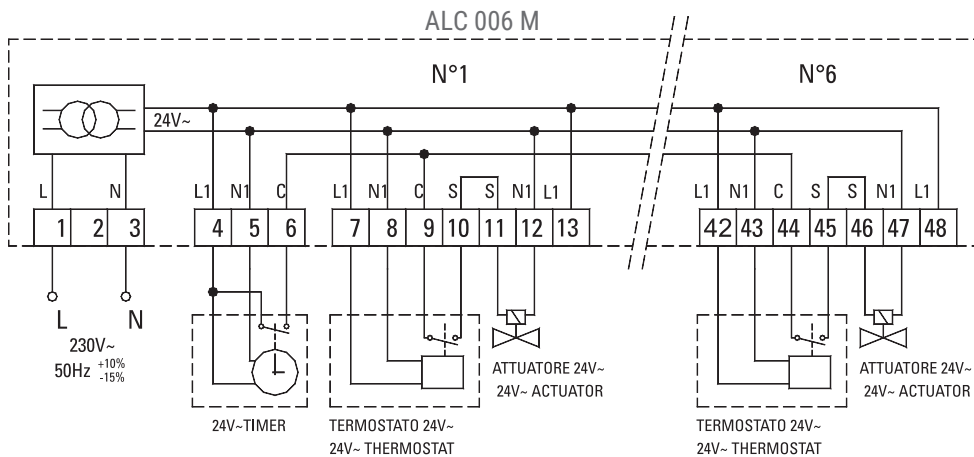 ALC 006 M
N°1
N°6
24V~
L N L1 N1 C L1 N1 C S S N1 L1 L1 N1 C S S N1 L1
1 2 3 4 5 6 7 8 9 10 11 12 13 42 43 44 45 46 47 48
L N
230V~
50Hz +10%
-15%
24V~TIMER
TERMOSTATO 24V~
24V~ THERMOSTAT
ATTUATORE 24V~
24V~ ACTUATOR
TERMOSTATO 24V~
24V~ THERMOSTAT
ATTUATORE 24V~
24V~ ACTUATOR